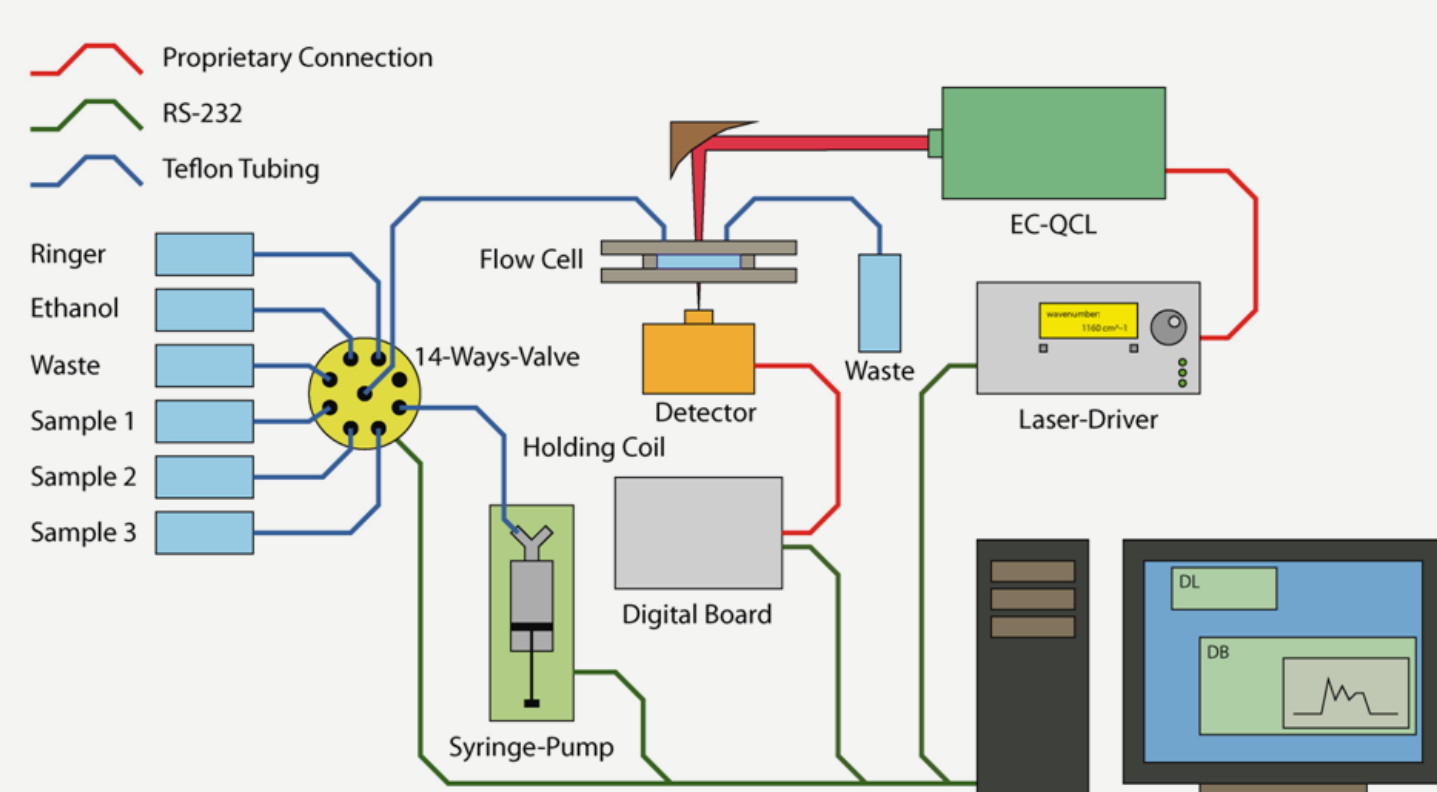 Proprietary Connection
RS-232
Teflon Tubing
Ringer
Ethanol
Waste
Sample 1
Sample 2
Sample 3
14-Ways-Valve
Flow Cell
EC-QCL
Waste
Detector
wavenumber:
1160 cm^-1
Laser-Driver
Holding Coil
Digital Board
Syringe-Pump
DL
DB